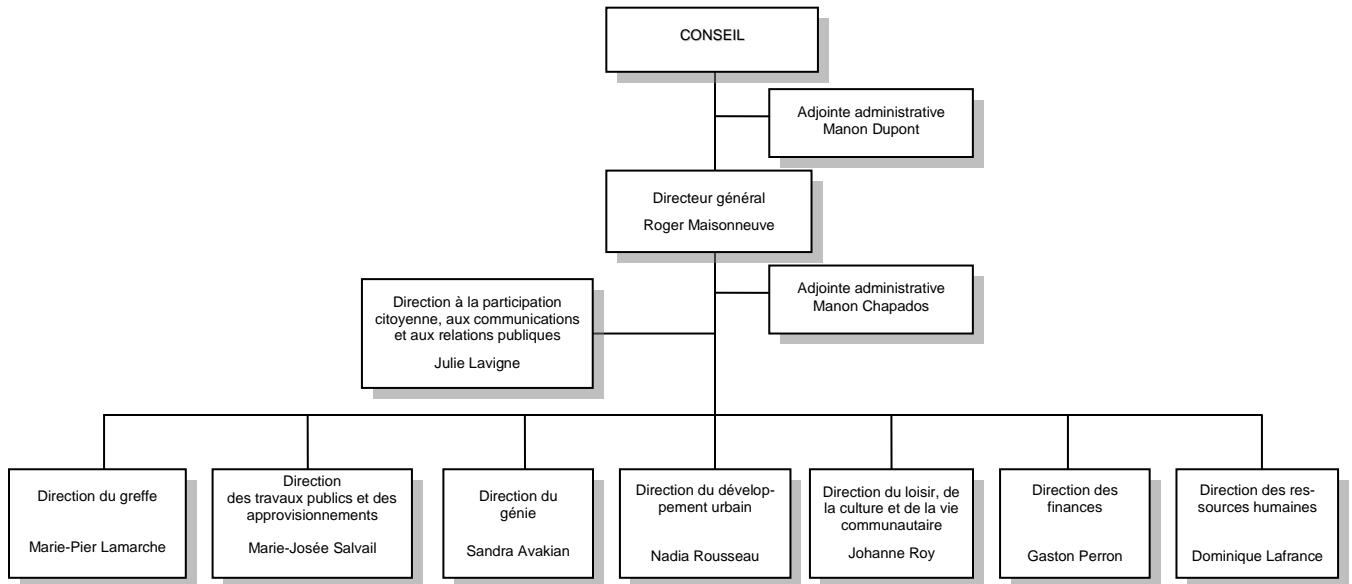 CONSEIL
Adjointe administrative
Manon Dupont
Directeur général
Roger Maisonneuve
Adjointe administrative
Manon Chapados
Direction à la participation
citoyenne, aux communications
et aux relations publiques
Julie Lavigne
Direction du greffe
Marie-Pier Lamarche
Direction
des travaux publics et des
approvisionnements
Marie-Josée Salvail
Direction du
génie
Sandra Avakian
Direction du dévelop-
pement urbain
Nadia Rousseau
Direction du loisir, de
la culture et de la vie
communautaire
Johanne Roy
Direction des
finances
Gaston Perron
Direction des res-
sources humaines
Dominique Lafrance